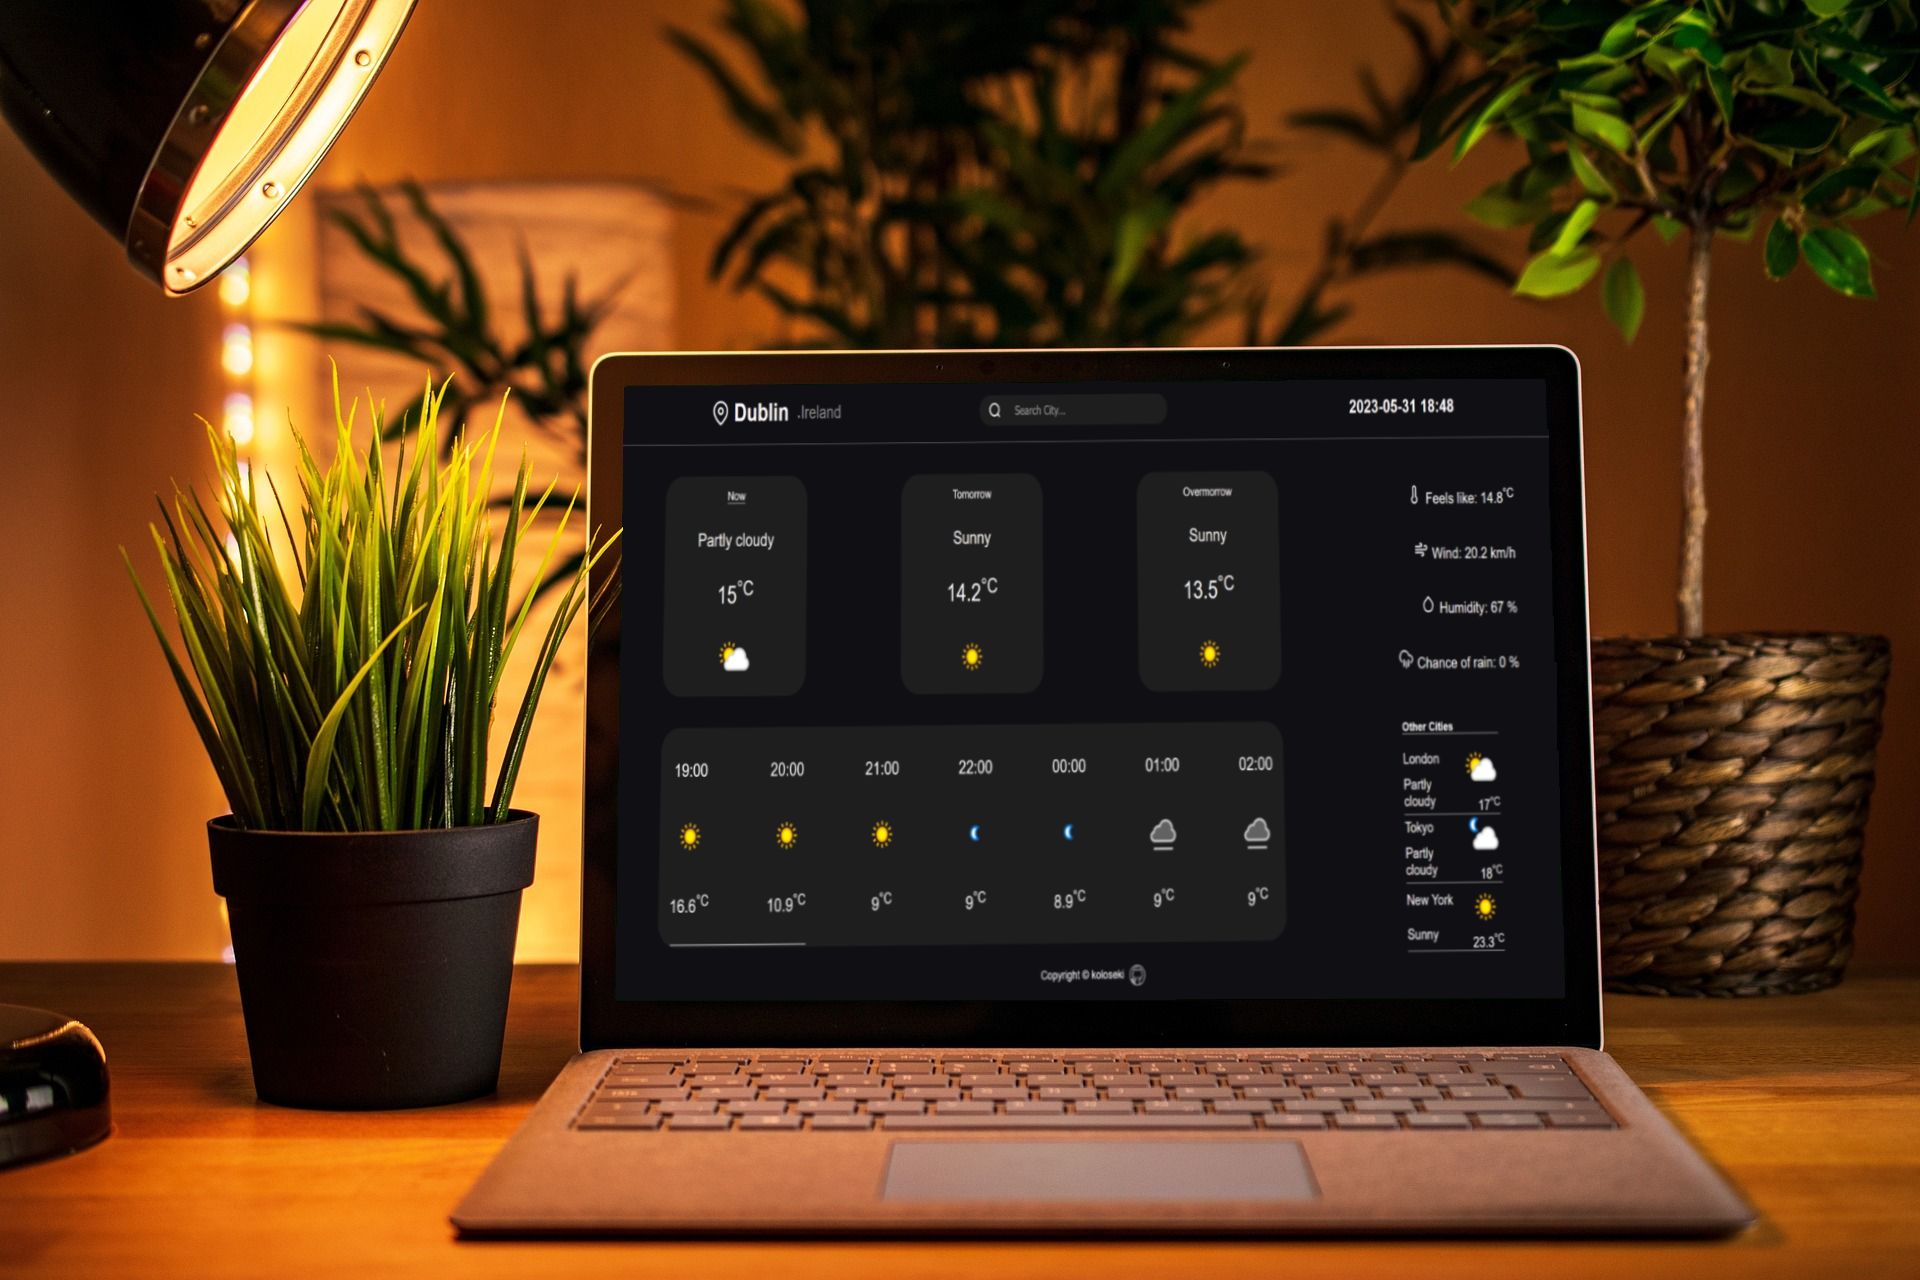 Dublin .Ireland
Search City...
2023-05-31 18:48
Now
Partly cloudy
15°C
Tomorrow
Sunny
14.2°C
Overmorrow
Sunny
13.5°C
Feels like: 14.8°C
Wind: 20.2 km/h
Humidity: 67 %
Chance of rain: 0 %
19:00 20:00 21:00 22:00 00:00 01:00 02:00
16.6°C 10.9°C 9°C 9°C 8.9°C 9°C 9°C
Other Cities
London
Partly
cloudy
17°C
Tokyo
Partly
cloudy
18°C
New York
Sunny
23.3°C
Copyright © koloseki